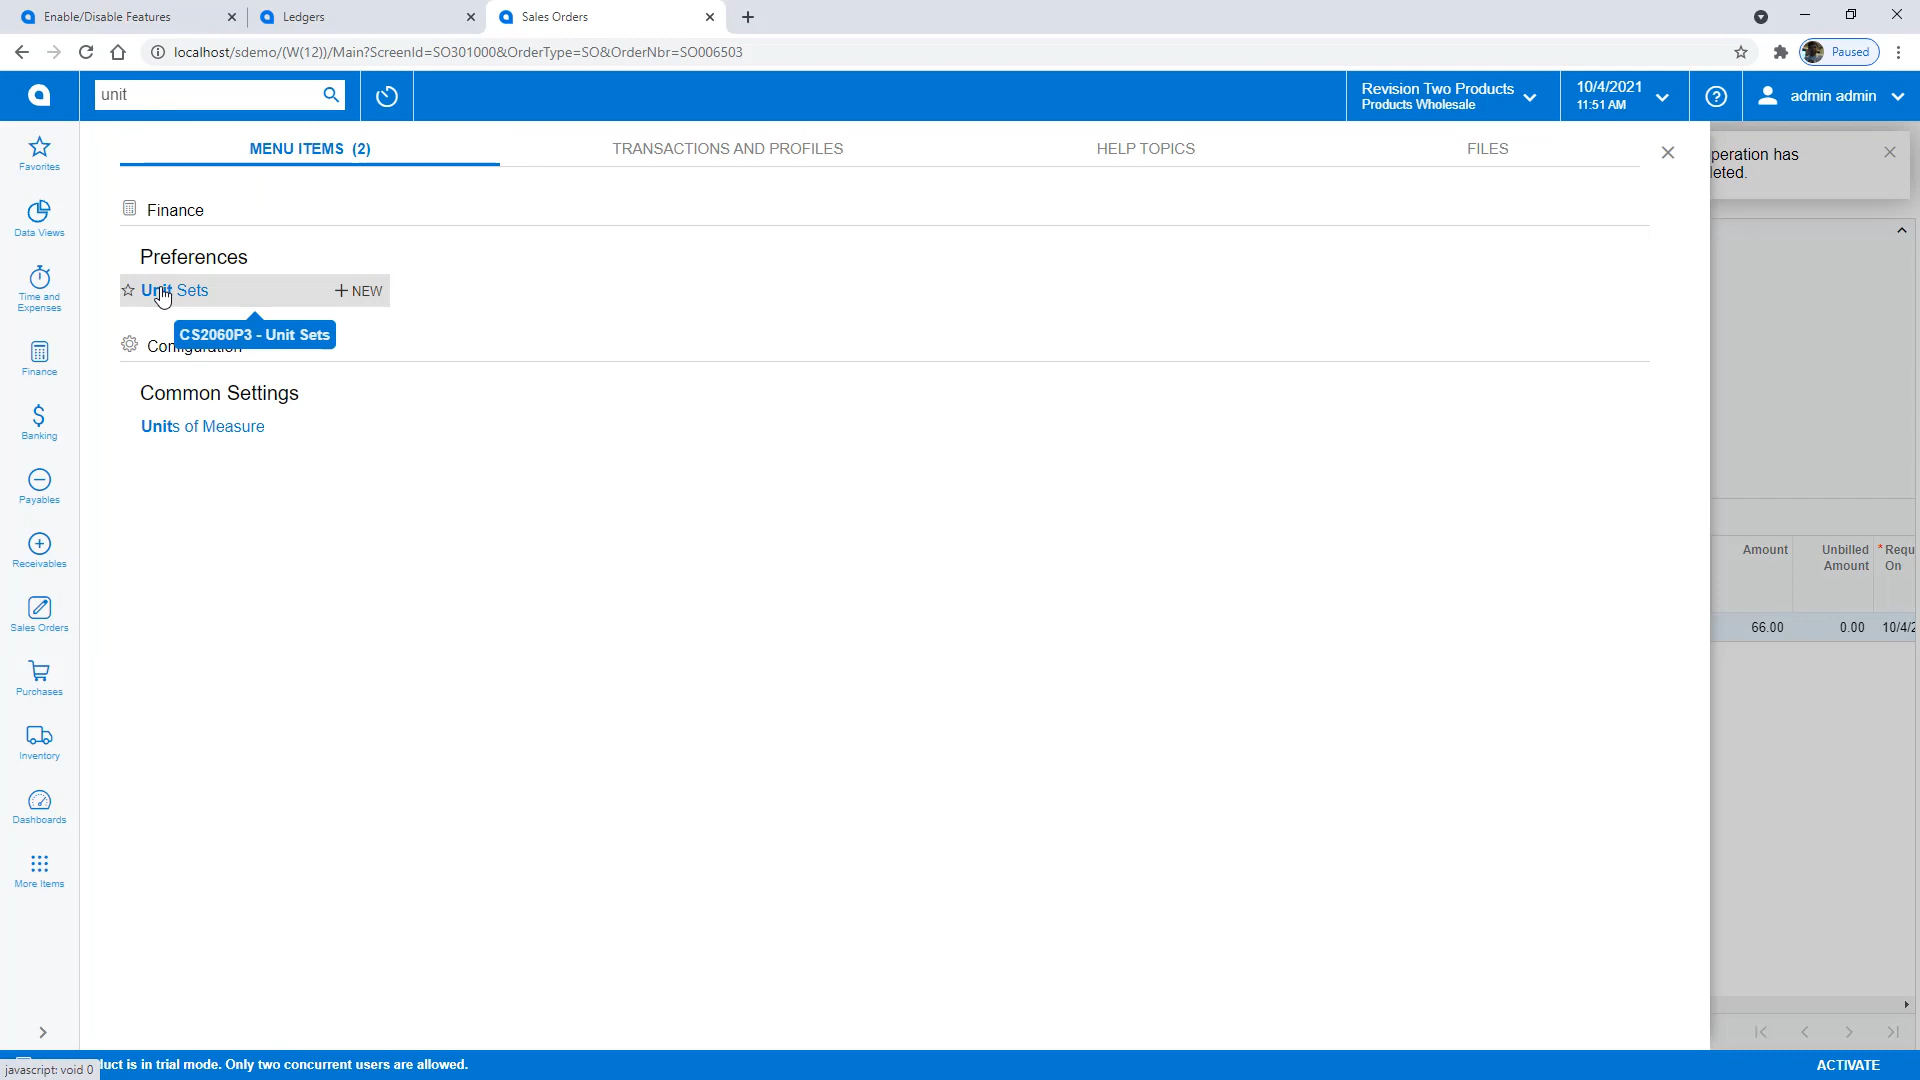 Enable/Disable Features
Ledgers
Sales Orders
localhost/sdemo/(W(12))/Main?ScreenId=SO301000&OrderType=SO&OrderNbr=SO006503
Paused
unit
Revision Two Products
Products Wholesale
10/4/2021
11:51 AM
admin admin
Favorites
Data Views
Time and
Expenses
Finance
Banking
Payables
Receivables
Sales Orders
Purchases
Inventory
Dashboards
More Items
MENU ITEMS (2)
TRANSACTIONS AND PROFILES
HELP TOPICS
FILES
Finance
Preferences
Unit Sets
NEW
CS2060P3 - Unit Sets
Configuration
Common Settings
Units of Measure
peration has
leted.
Amount
Unbilled
Amount
* Requ
On
66.00
0.00
10/4/2
javascript: void 0
duct is in trial mode. Only two concurrent users are allowed.
ACTIVATE